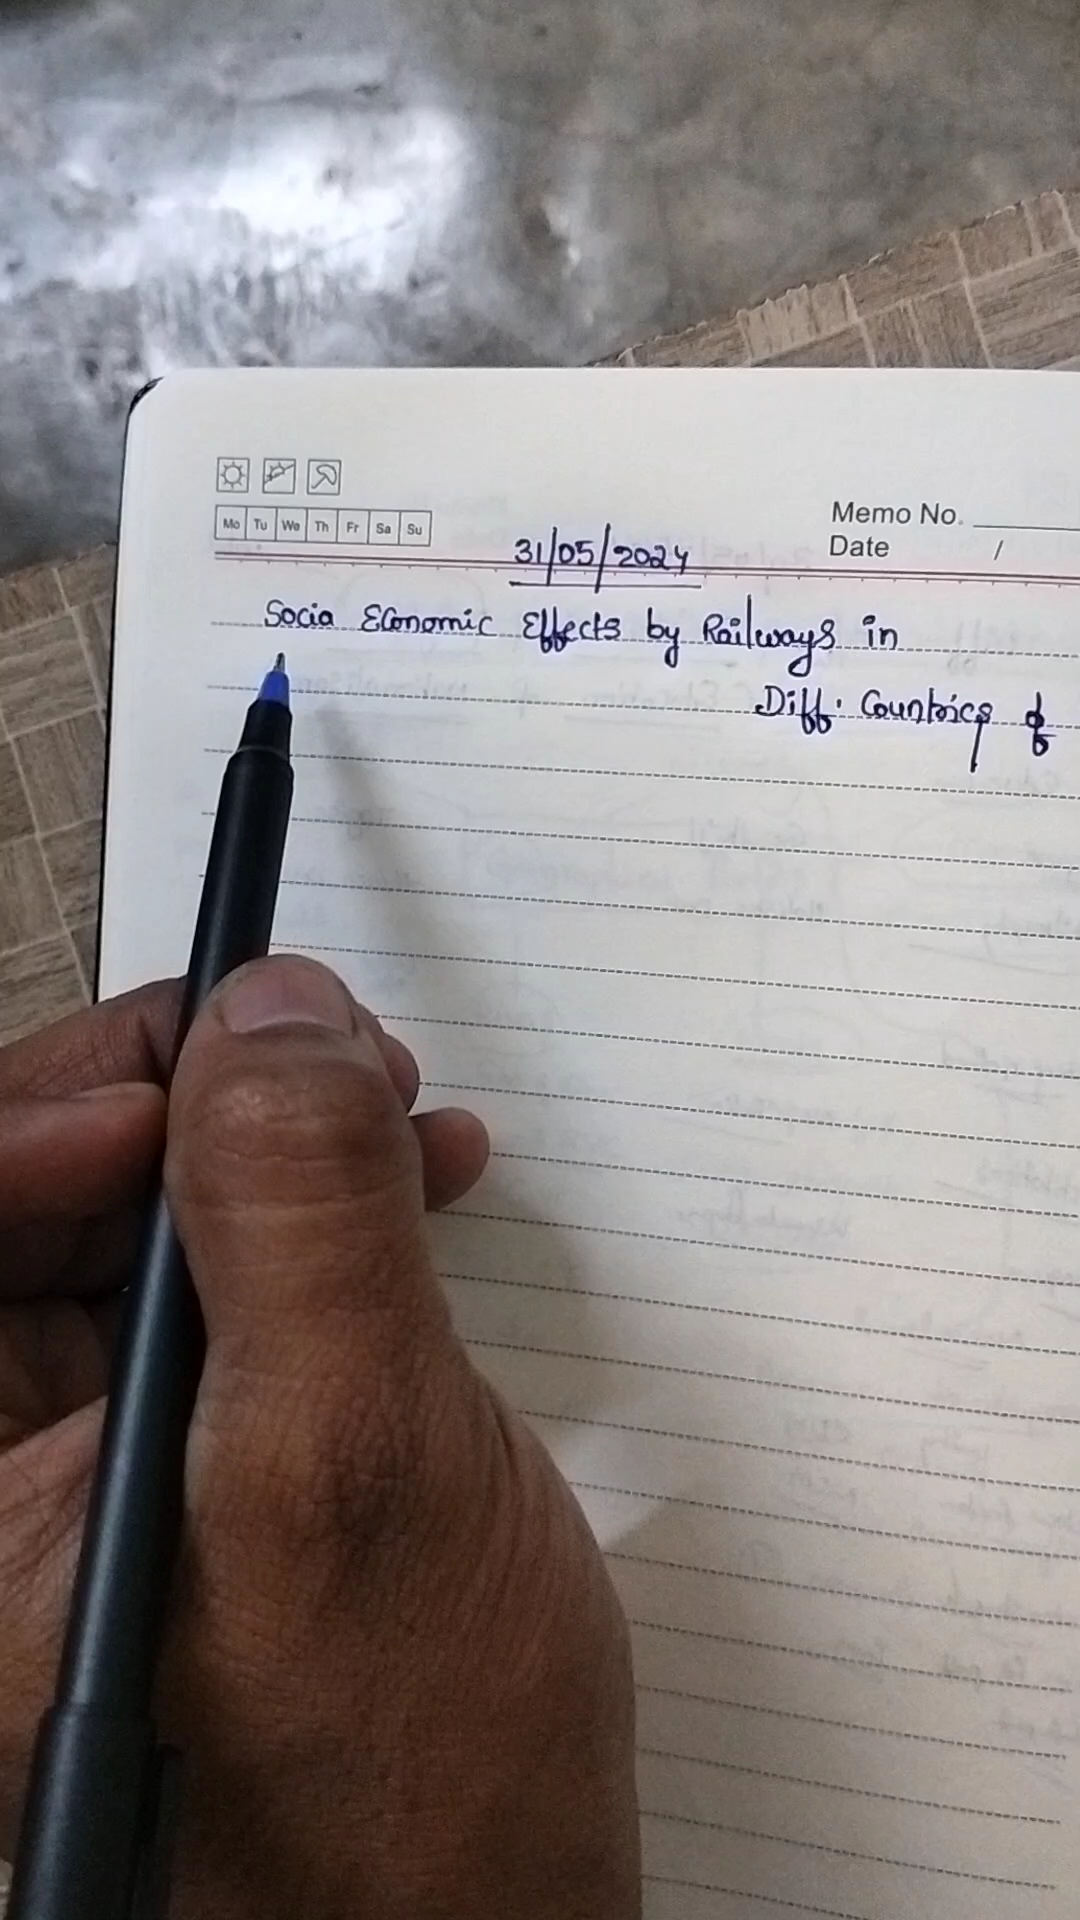 Mo Tu We Th Fr Sa Su
Memo No.
Date /
31/05/2024
Socia Economic Effects by Railways in
Diff. Countries of